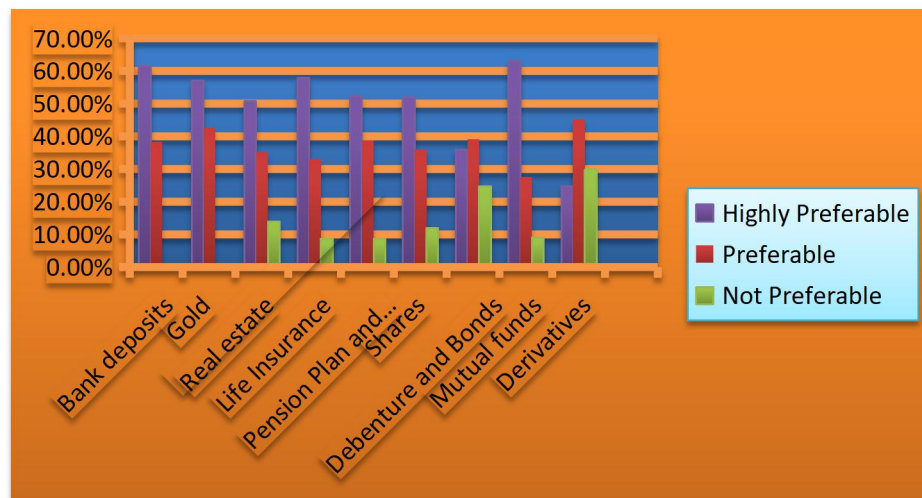 70.00%
60.00%
50.00%
40.00%
30.00%
20.00%
10.00%
0.00%
Bank deposits
Gold
Real estate
Life Insurance
Pension Plan and...
Shares
Debenture and Bonds
Mutual funds
Derivatives
Highly Preferable
Preferable
Not Preferable